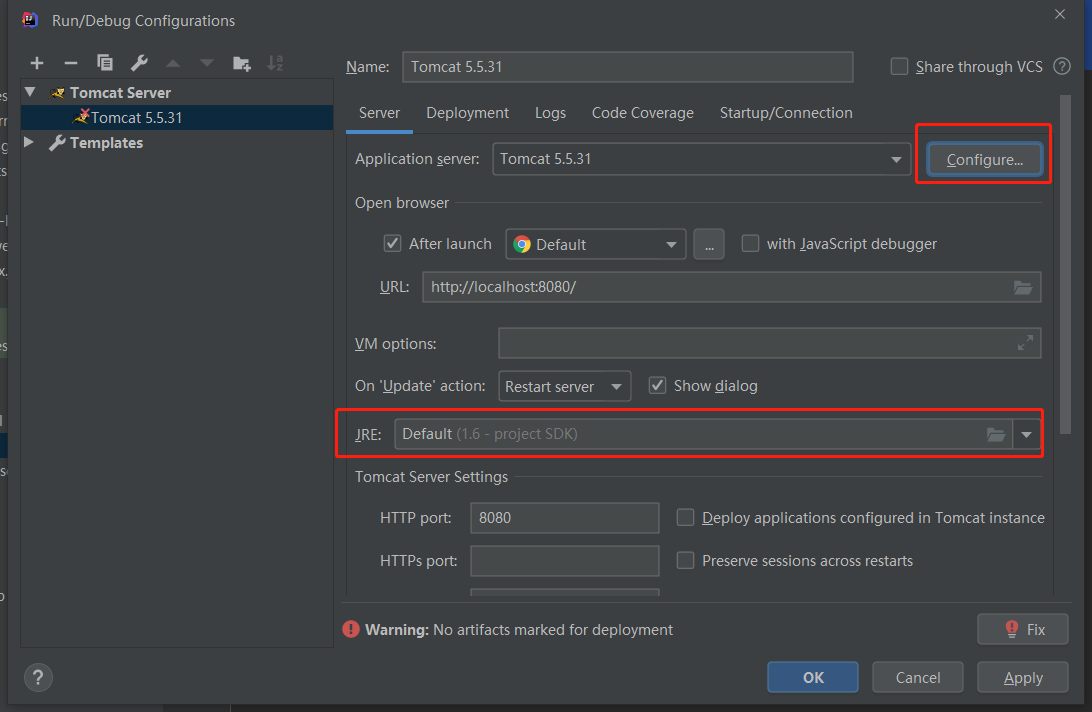 Run/Debug Configurations
Name: Tomcat 5.5.31 Share through VCS ?
Tomcat Server
Tomcat 5.5.31
Templates
Server Deployment Logs Code Coverage Startup/Connection
Application server: Tomcat 5.5.31 Configure...
Open browser
After launch Default ... with JavaScript debugger
URL: http://localhost:8080/
VM options:
On 'Update' action: Restart server Show dialog
JRE: Default (1.6 - project SDK)
Tomcat Server Settings
HTTP port: 8080 Deploy applications configured in Tomcat instance
HTTPs port: Preserve sessions across restarts
Warning: No artifacts marked for deployment Fix
? OK Cancel Apply